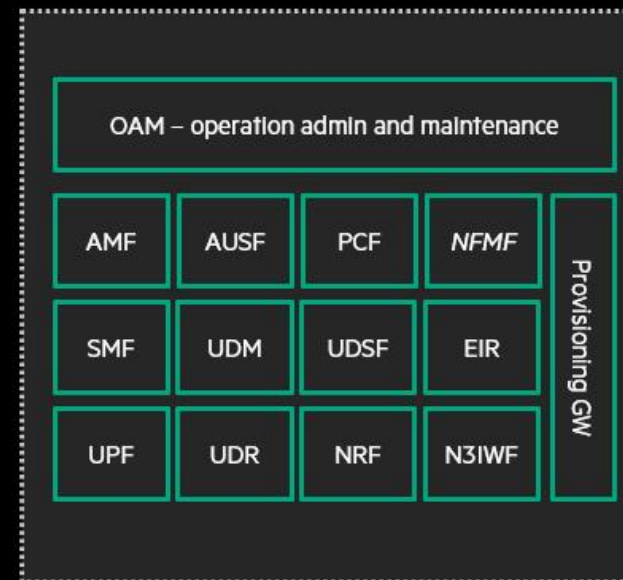 OAM – operation admin and maintenance
AMF AUSF PCF NFMF
SMF UDM UDSF EIR
UPF UDR NRF N3IWF
Provisioning GW